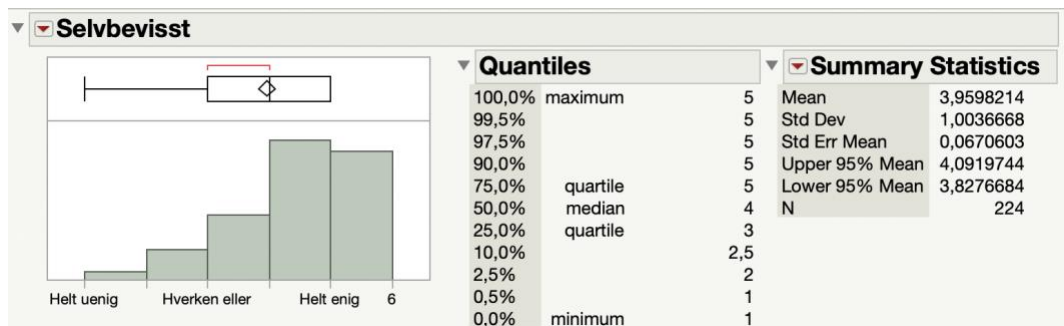 Selvbevisst
Helt uenig Hverken eller Helt enig 6
Quantiles
100,0% maximum 5
99,5% 5
97,5% 5
90,0% 5
75,0% quartile 5
50,0% median 4
25,0% quartile 3
10,0% 2,5
2,5% 2
0,5% 1
0,0% minimum 1
Summary Statistics
Mean 3,9598214
Std Dev 1,0036668
Std Err Mean 0,0670603
Upper 95% Mean 4,0919744
Lower 95% Mean 3,8276684
N 224